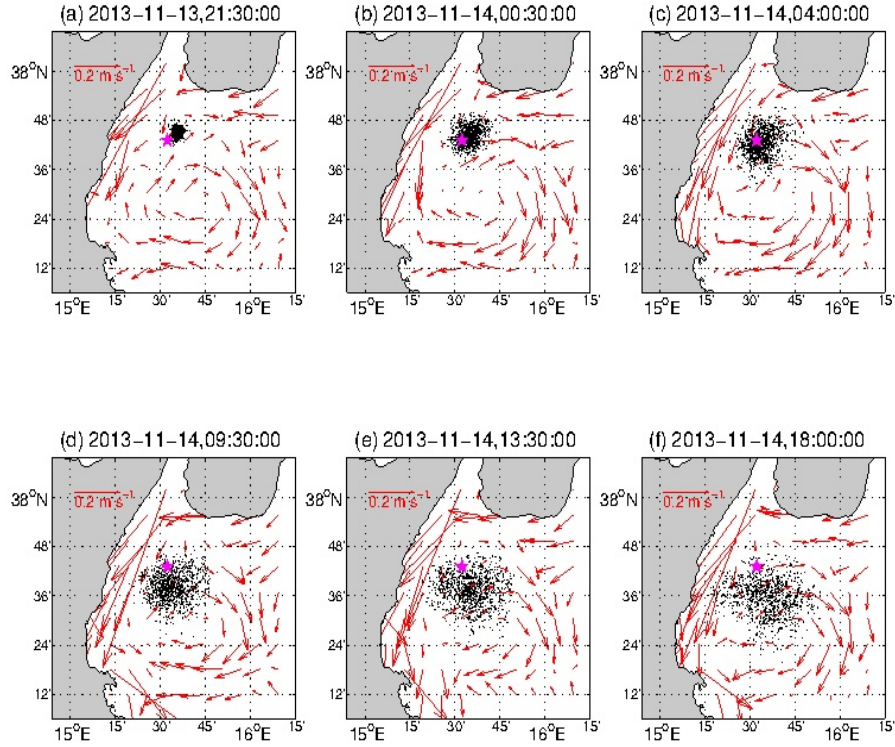 (a) 2013−11−13,21:30:00
(b) 2013−11−14,00:30:00
(c) 2013−11−14,04:00:00
38°N
0.2 m s⁻¹
0.2 m s⁻¹
0.2 m s⁻¹
48'
48'
48'
36'
36'
36'
24'
24'
24'
12'
12'
12'
15°E
15'
30'
45'
16°E
15'
15°E
15'
30'
45'
16°E
15'
15°E
15'
30'
45'
16°E
15'
(d) 2013−11−14,09:30:00
(e) 2013−11−14,13:30:00
(f) 2013−11−14,18:00:00
38°N
38°N
38°N
0.2 m s⁻¹
0.2 m s⁻¹
0.2 m s⁻¹
48'
48'
48'
36'
36'
36'
24'
24'
24'
12'
12'
12'
15°E
15'
30'
45'
16°E
15'
15°E
15'
30'
45'
16°E
15'
15°E
15'
30'
45'
16°E
15'